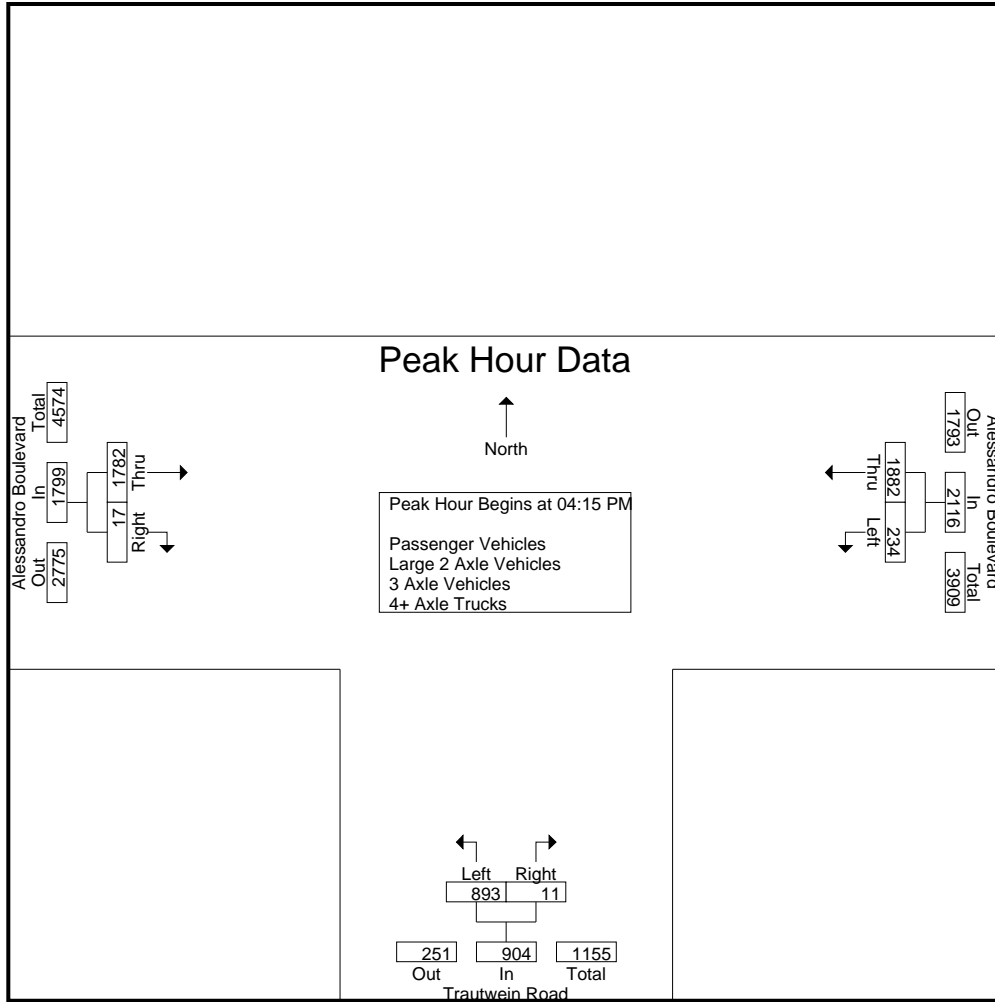 Peak Hour Data
North
Peak Hour Begins at 04:15 PM
Passenger Vehicles
Large 2 Axle Vehicles
3 Axle Vehicles
4+ Axle Trucks
Alessandro Boulevard
Out In Total
2775 1799 4574
Right Thru
17 1782
Alessandro Boulevard
Out In Total
1793 2116 3909
Thru Left
1882 234
Left Right
893 11
251 904 1155
Out In Total
Trautwein Road